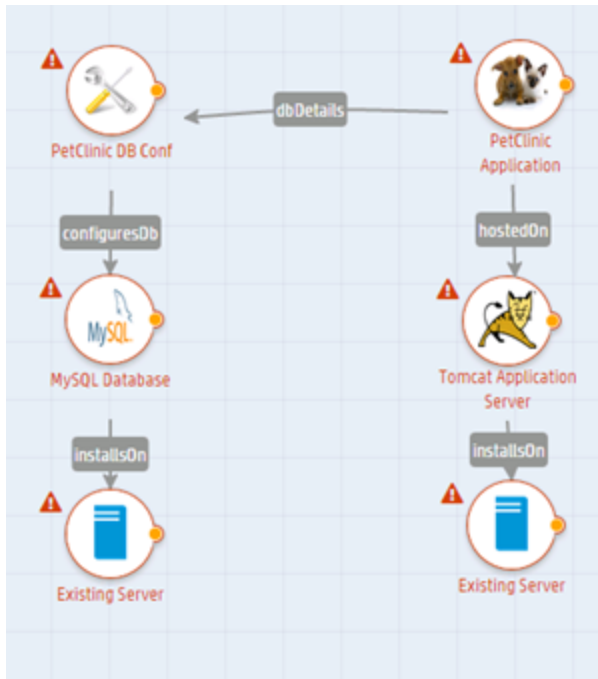 dbDetails
PetClinic DB Conf
PetClinic
Application
configuresDb
hostedOn
MySQL
MySQL Database
Tomcat Application
Server
installsOn
installsOn
Existing Server
Existing Server